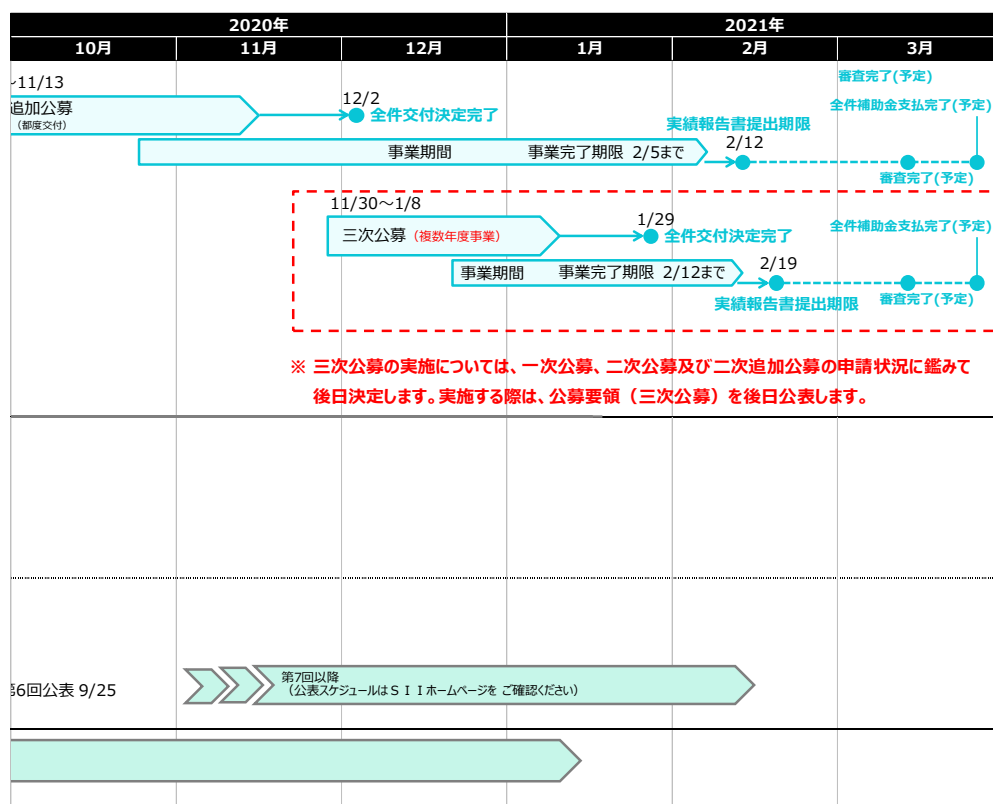 2020年
2021年
10月
11月
12月
1月
2月
3月
~11/13
追加公募
(都度交付)
12/2
全件交付決定完了
審査完了(予定)
全件補助金支払完了(予定)
実績報告書提出期限
2/12
事業期間 事業完了期限 2/5まで
審査完了(予定)
11/30～1/8
三次公募（複数年度事業）
1/29
全件交付決定完了
全件補助金支払完了(予定)
事業期間 事業完了期限 2/12まで
2/19
実績報告書提出期限
審査完了(予定)
※ 三次公募の実施については、一次公募、二次公募及び二次追加公募の申請状況に鑑みて
後日決定します。実施する際は、公募要領（三次公募）を後日公表します。
第6回公表 9/25
第7回以降
（公表スケジュールはＳＩＩホームページを ご確認ください）